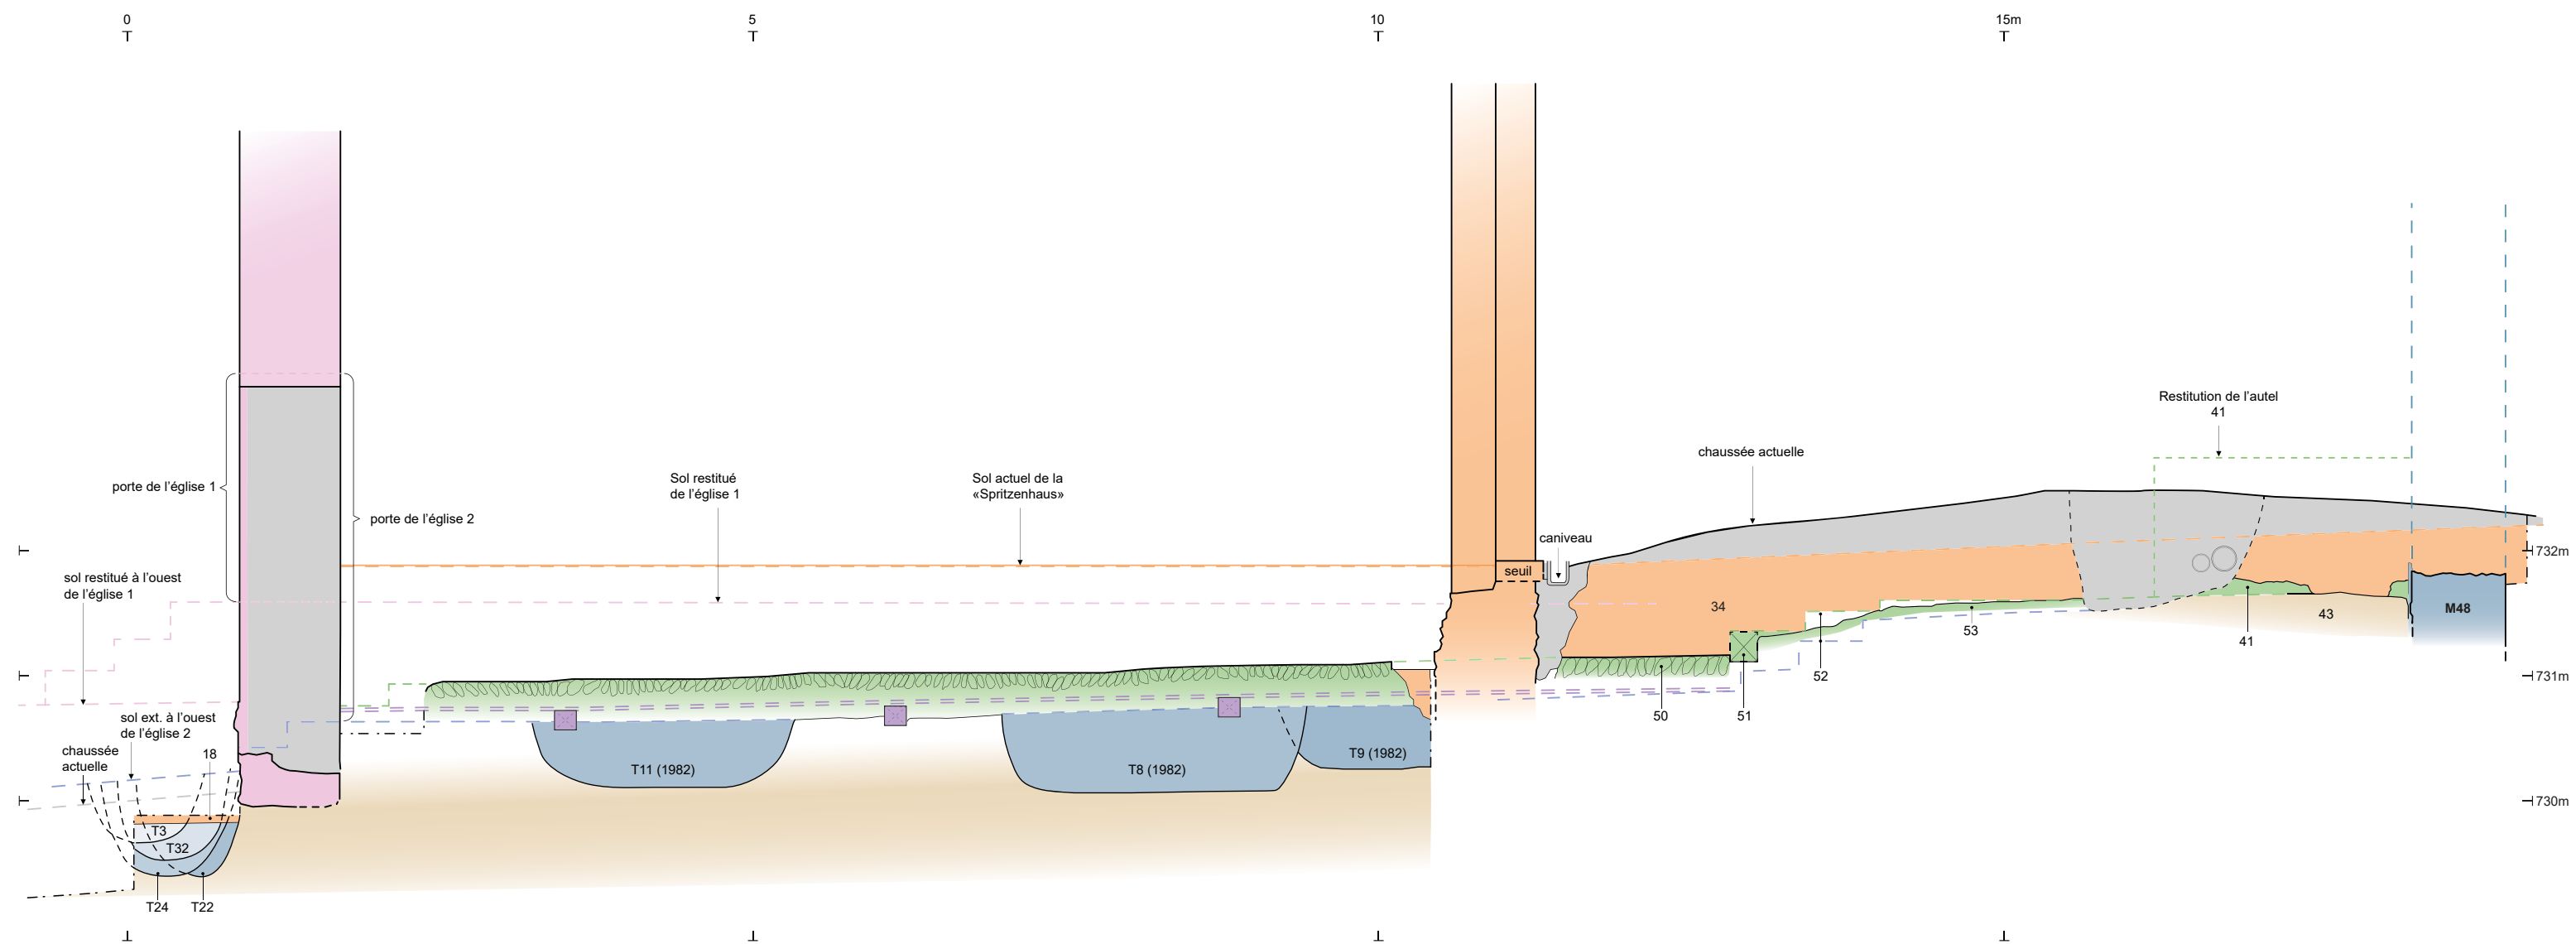 0
5
10
15m
Restitution de l'autel
41
chaussée actuelle
Sol restitué
de l'église 1
Sol actuel de la
«Spritzenhaus»
porte de l'église 1
porte de l'église 2
caniveau
732m
seuil
sol restitué à l'ouest
de l'église 1
34
M48
43
53
41
731m
52
50
51
sol ext. à l'ouest
de l'église 2
chaussée
actuelle
18
T9 (1982)
T11 (1982)
T8 (1982)
730m
T3
T32
T24
T22